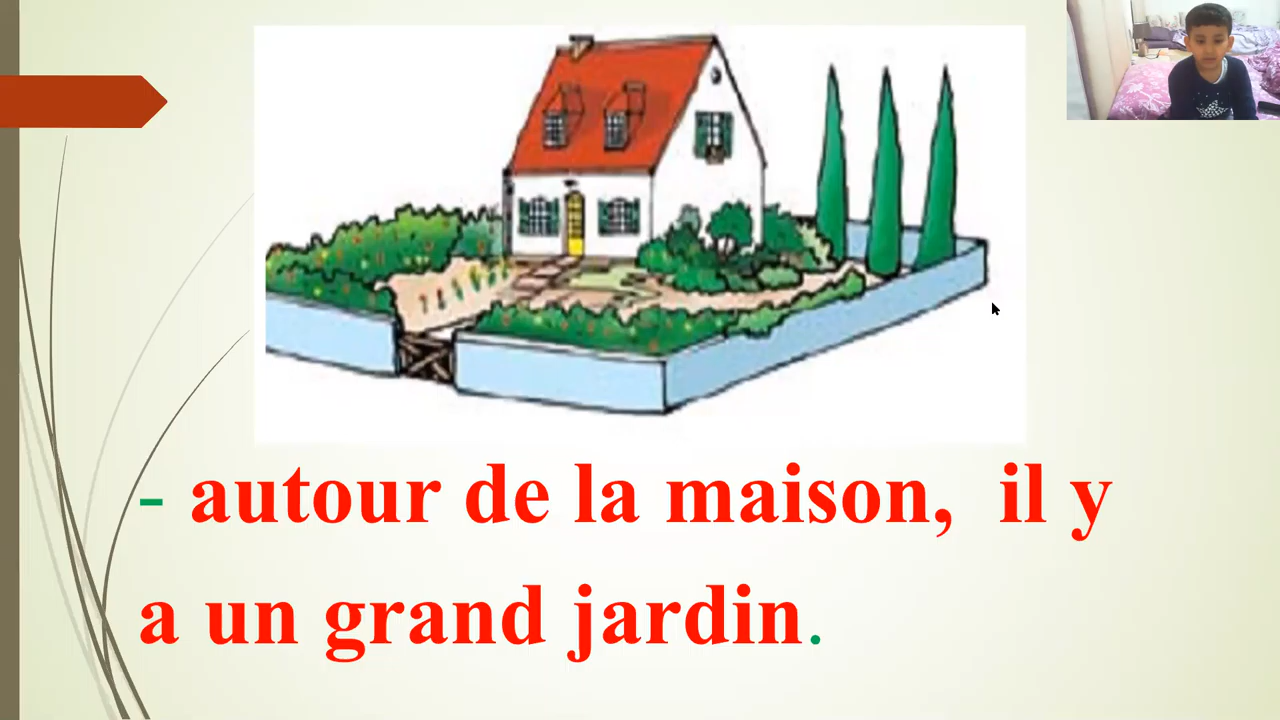 - autour de la maison, il y
a un grand jardin.